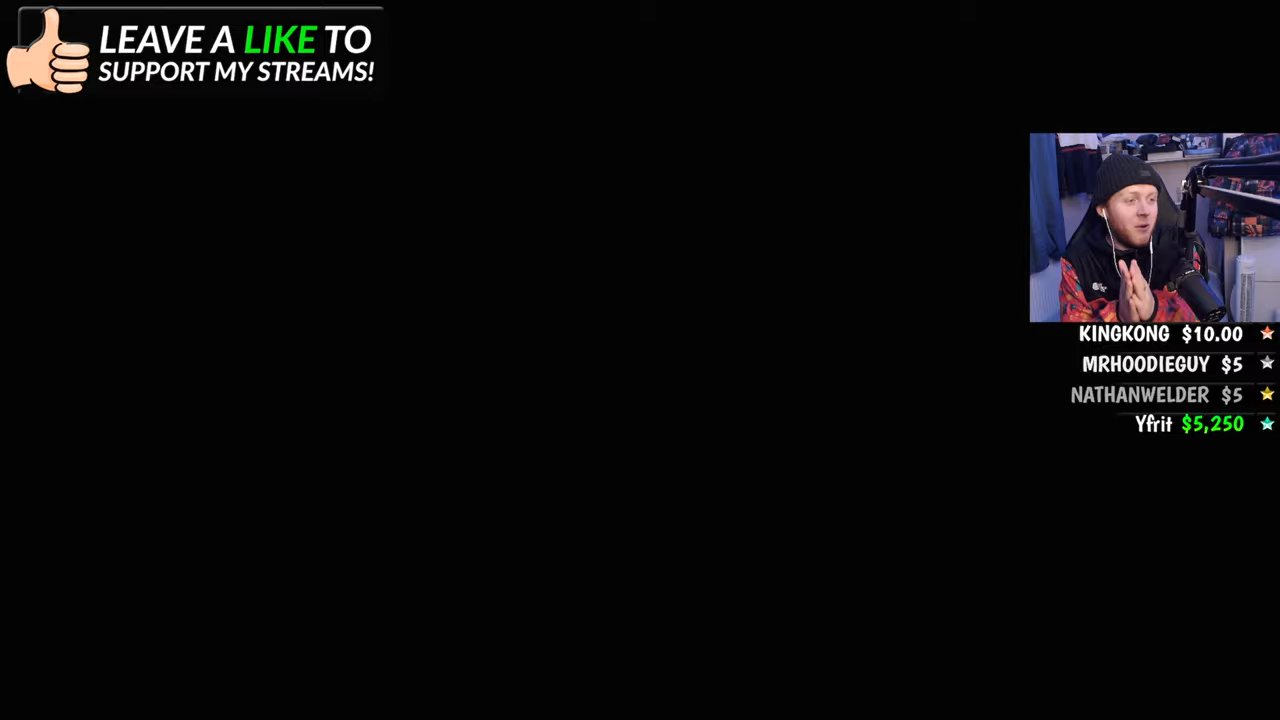 LEAVE A LIKE TO
SUPPORT MY STREAMS!
KINGKONG $10.00
MRHOODIEGUY $5
NATHANWELDER $5
Yfrit $5,250